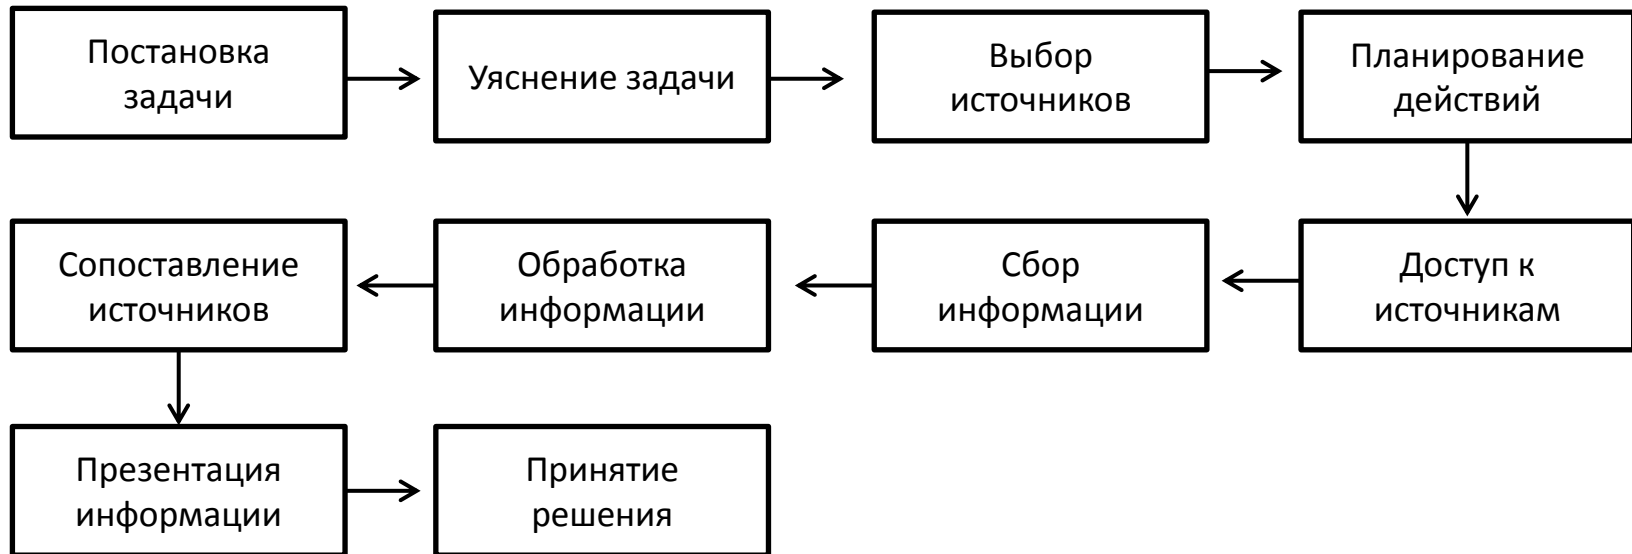 Постановка
задачи
Уяснение задачи
Выбор
источников
Планирование
действий
Доступ к
источникам
Сбор
информации
Обработка
информации
Сопоставление
источников
Презентация
информации
Принятие
решения